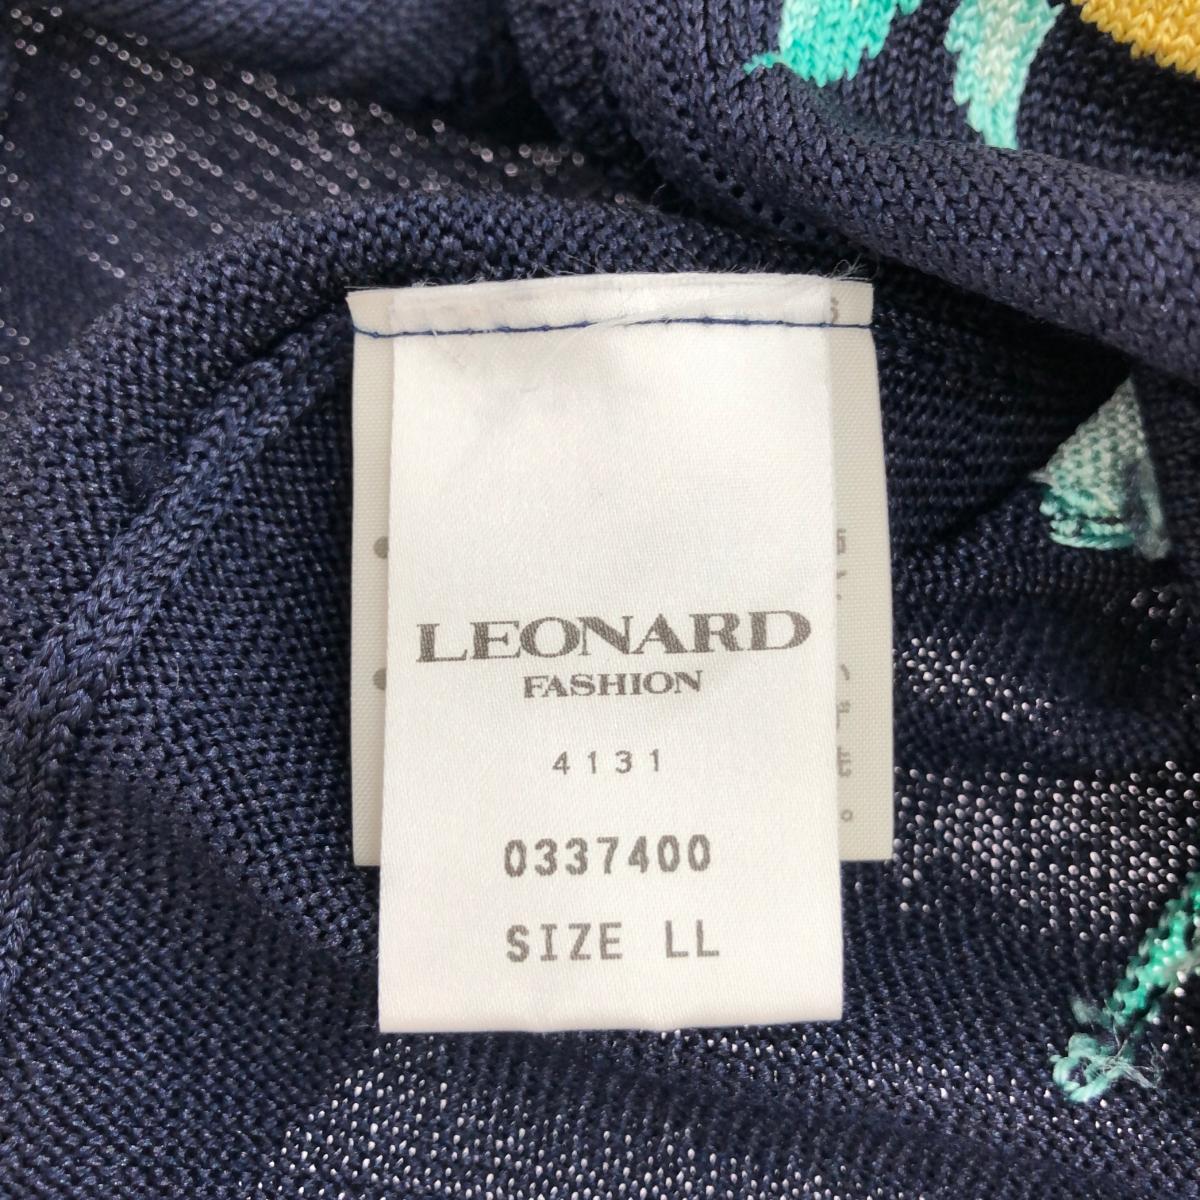 LEONARD
FASHION
4131
0337400
SIZE LL